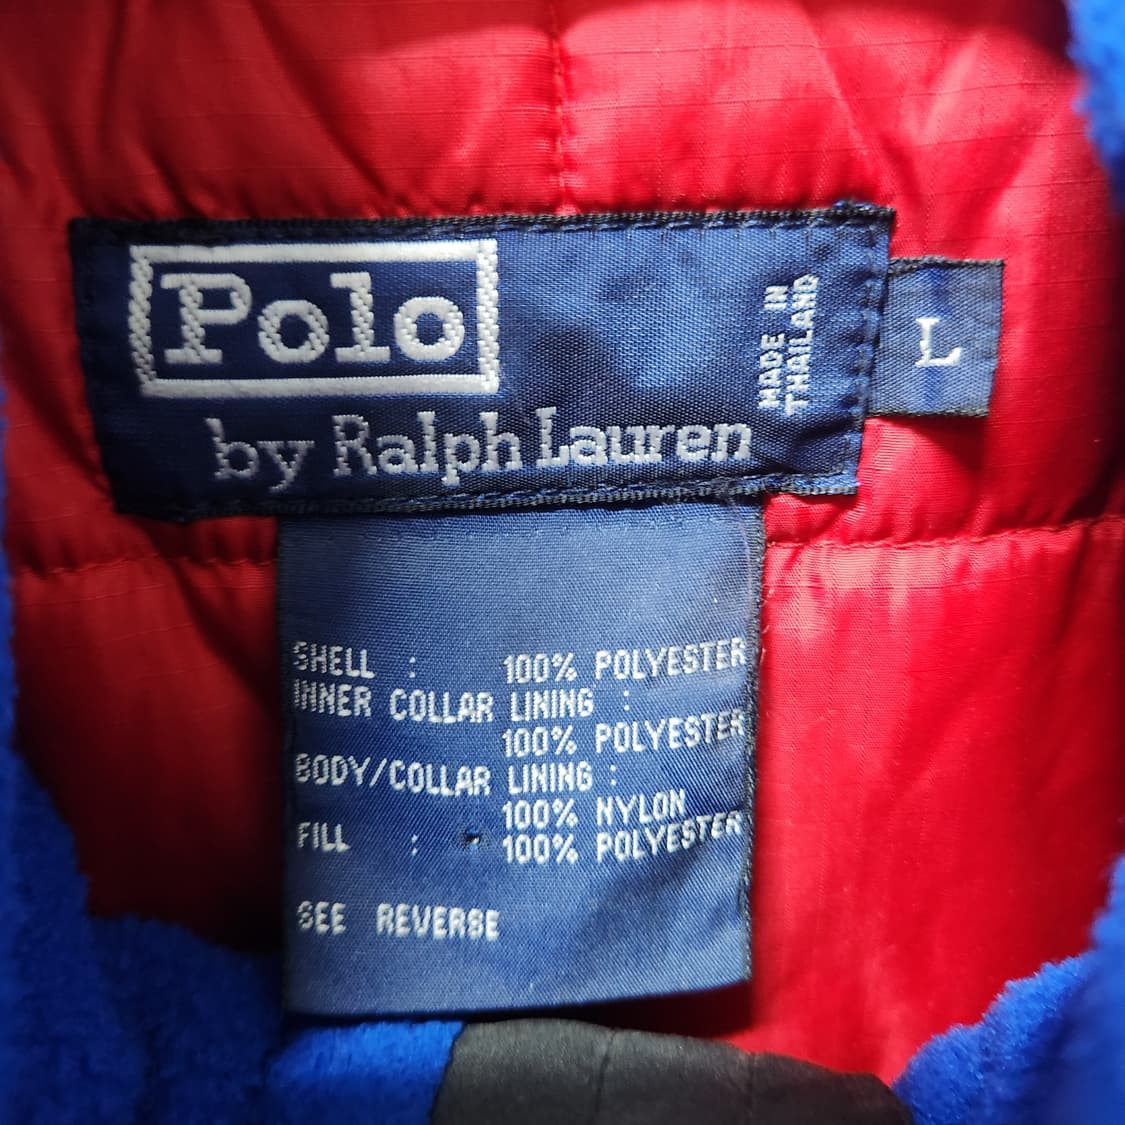 Polo
by Ralph Lauren
MADE IN
THAILAND
L
SHELL : 100% POLYESTER
INNER COLLAR LINING :
100% POLYESTER
BODY/COLLAR LINING :
100% NYLON
FILL : 100% POLYESTER
SEE REVERSE